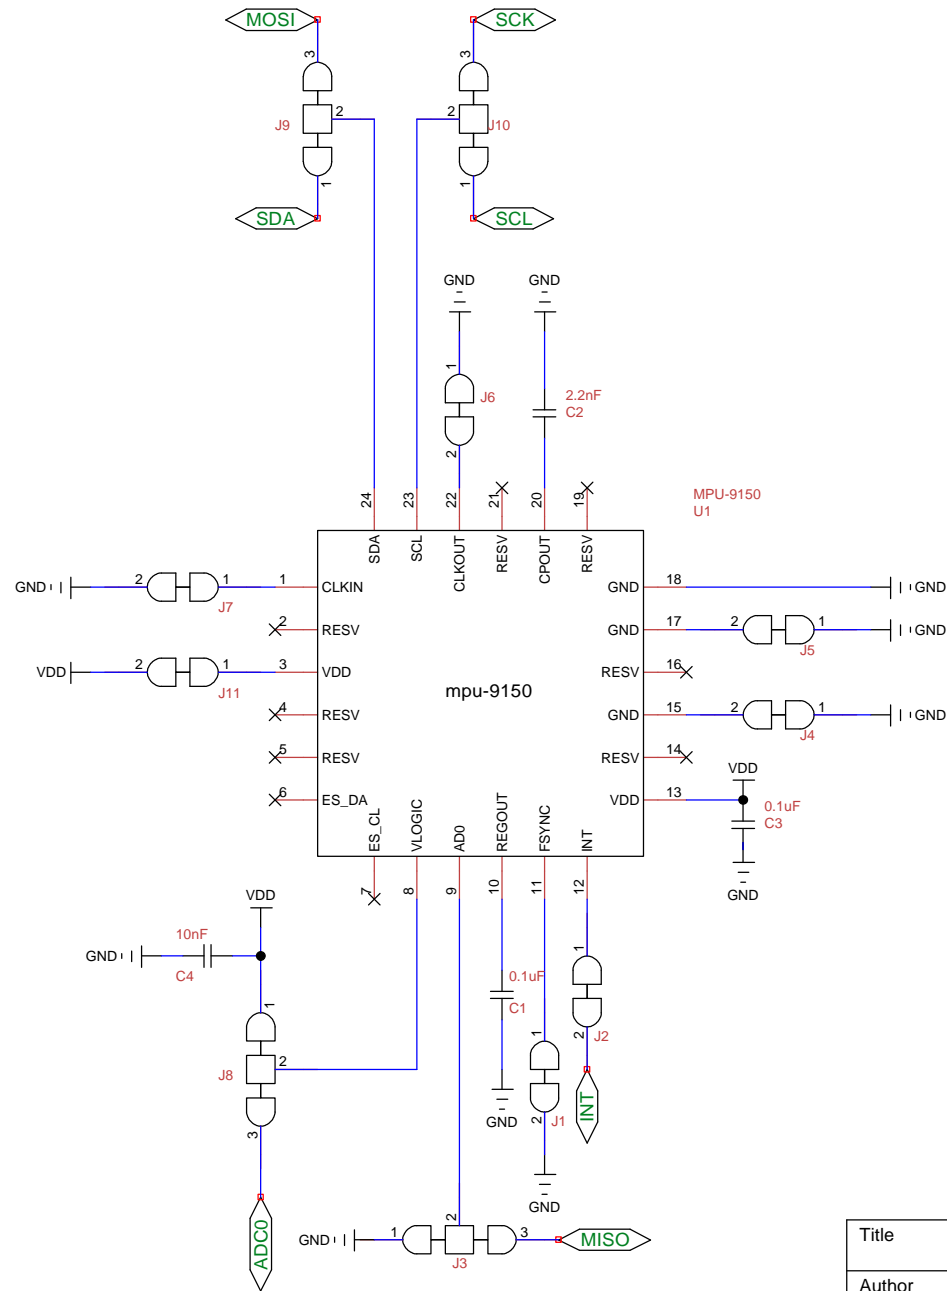 MOSI
SCK
3
3
J9
2
2
J10
1
1
SDA
SCL
GND
GND
1
J6
2
2.2nF
C2
24
23
22
21
20
19
MPU-9150
U1
SDA
SCL
CLKOUT
RESV
CPOUT
RESV
GND
2
1
J7
1
CLKIN
GND
18
GND
2
RESV
GND
17
2
1
J5
GND
VDD
2
1
J11
3
VDD
RESV
16
mpu-9150
4
RESV
GND
15
2
1
J4
GND
5
RESV
RESV
14
VDD
6
ES_DA
VDD
13
0.1uF
C3
GND
ES_CL
VLOGIC
AD0
REGOUT
FSYNC
INT
7
8
9
10
11
12
VDD
10nF
GND
C4
1
J8
2
3
ADC0
0.1uF
C1
GND
1
J1
2
GND
1
J2
2
INT
GND
1
2
3
J3
MISO
Title
Author